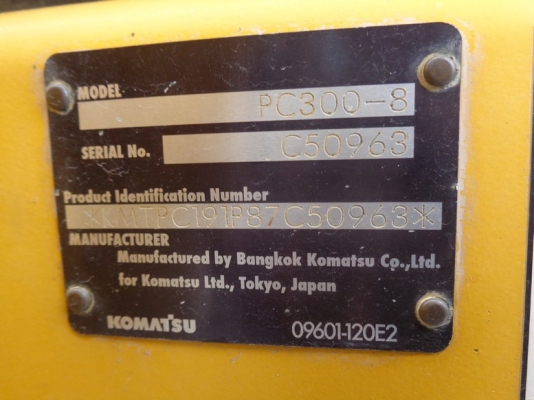 MODEL
PC300-8
SERIAL No.
C50963
Product Identification Number
*KMTPC191P87C50963*
MANUFACTURER
Manufactured by Bangkok Komatsu Co.,Ltd.
for Komatsu Ltd., Tokyo, Japan
KOMATSU
09601-120E2